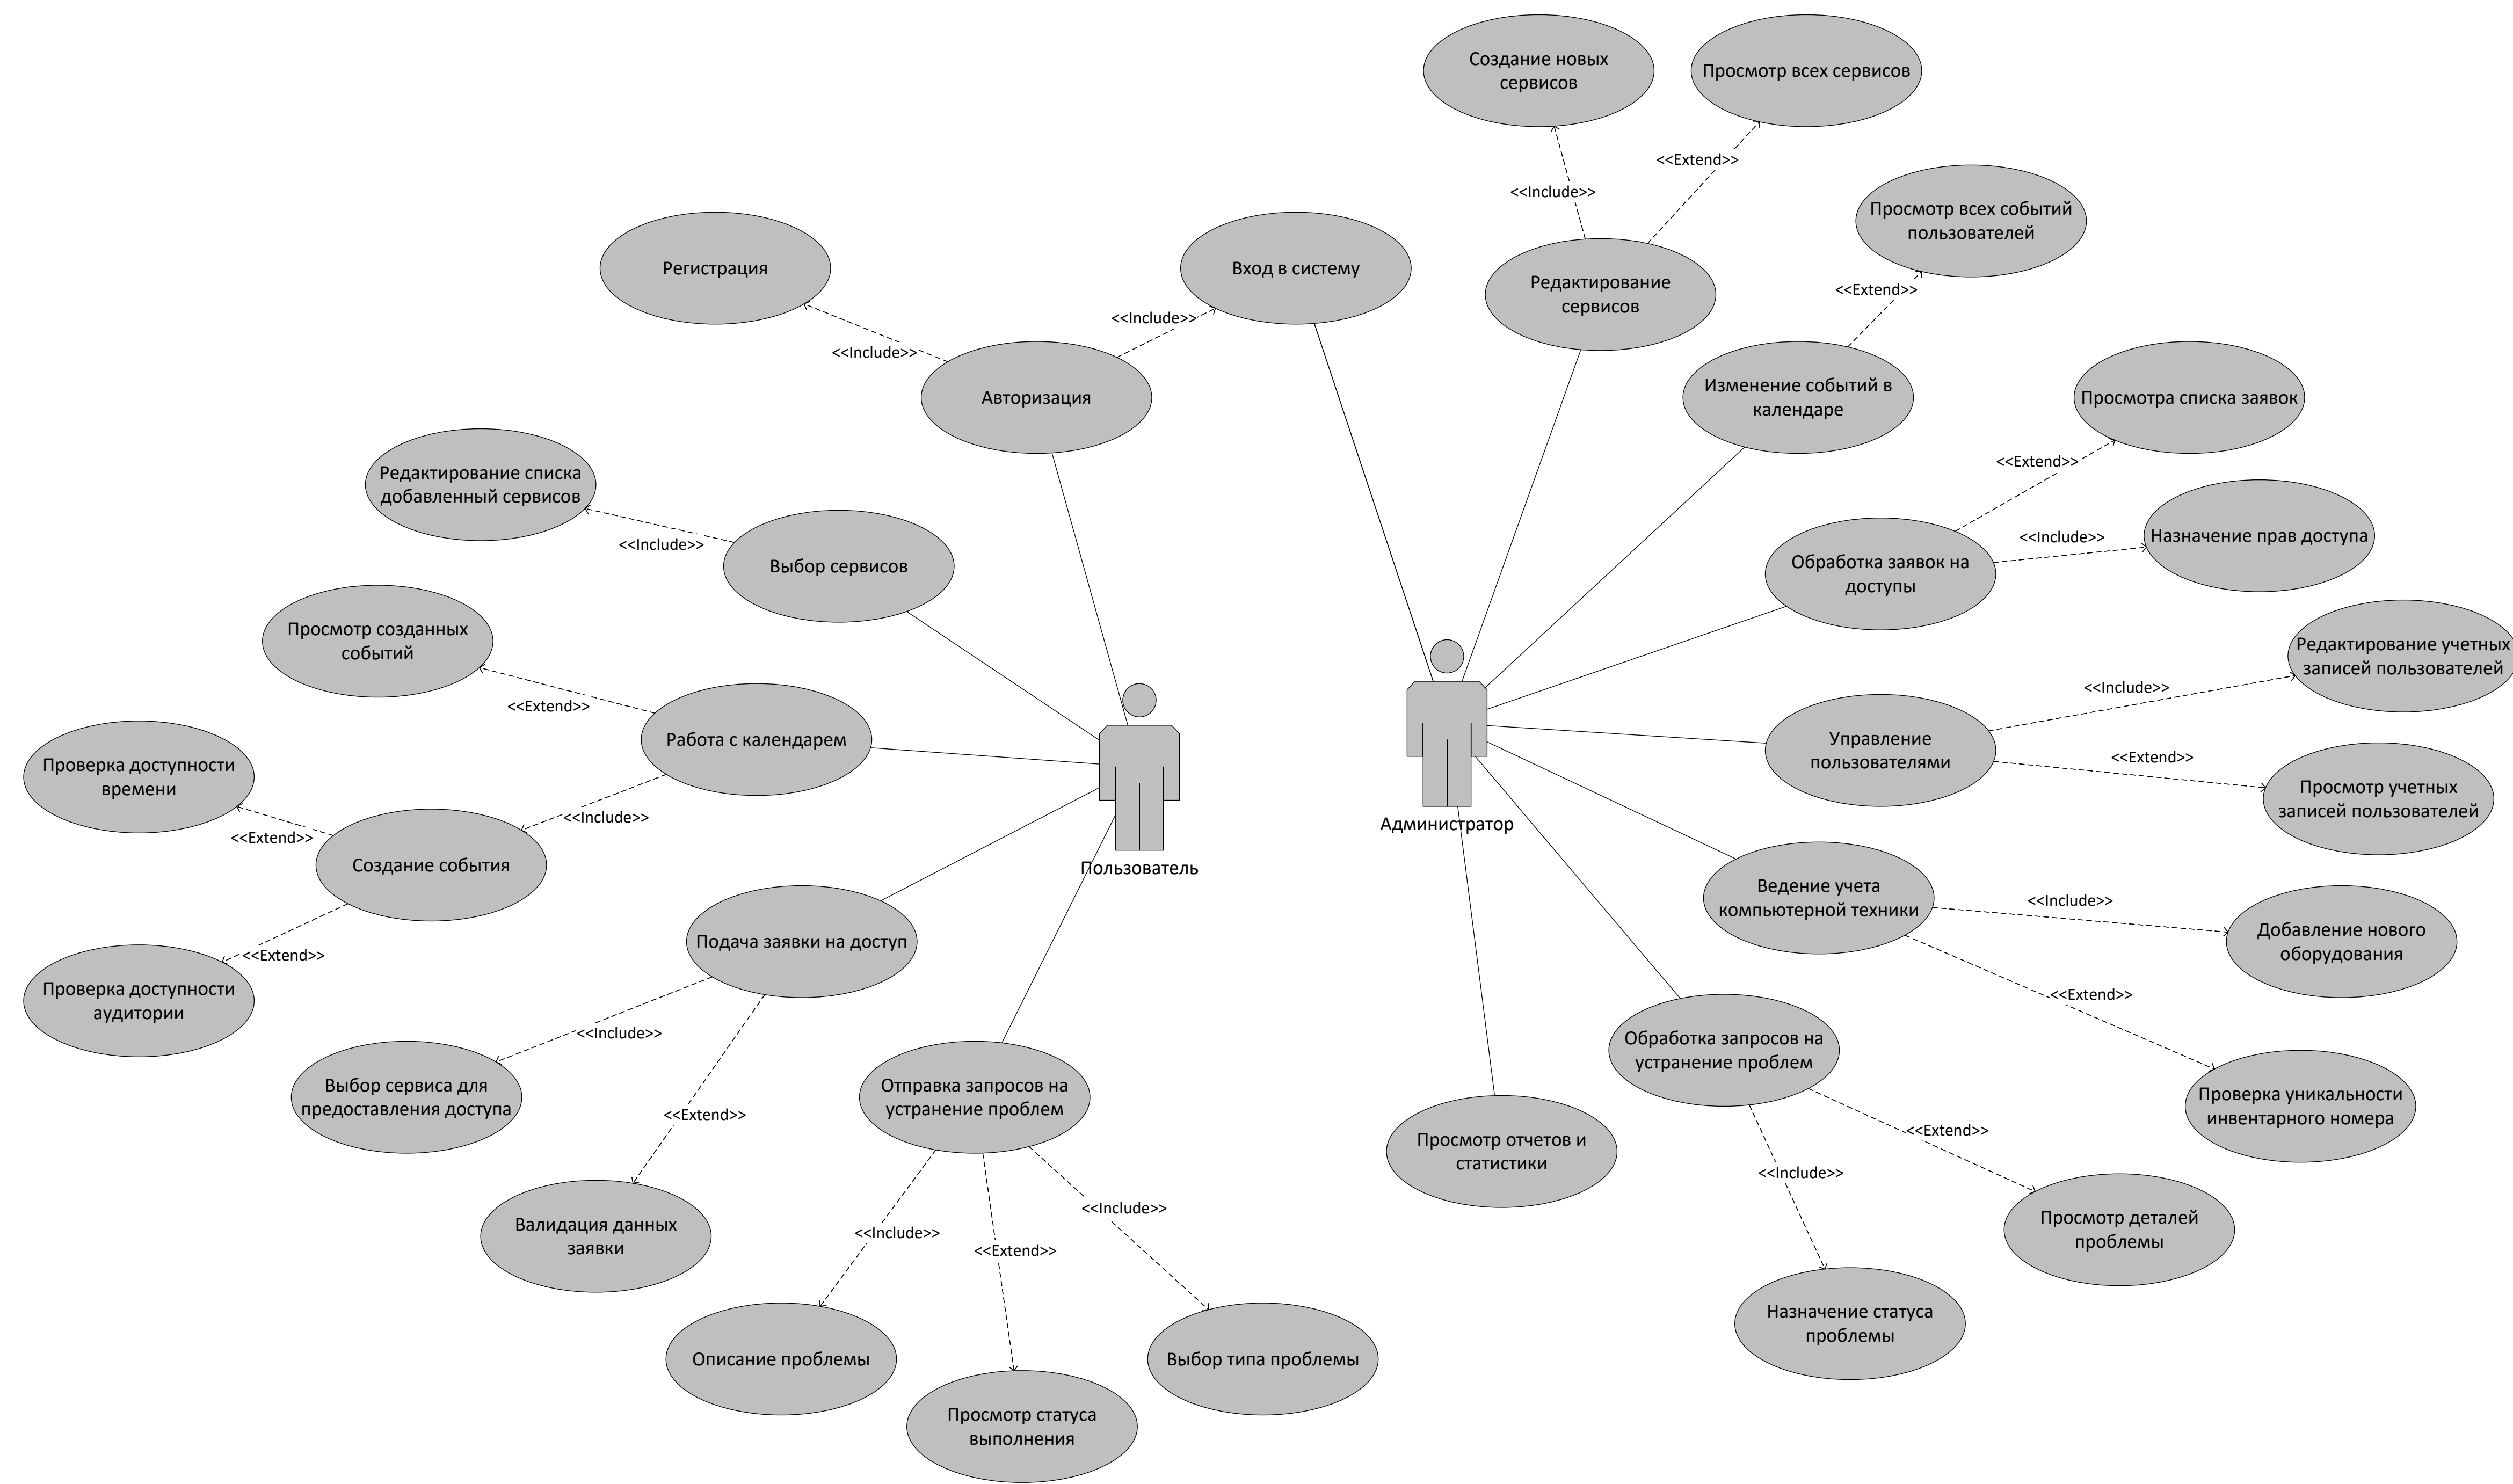 Создание новых
сервисов
Просмотр всех сервисов
<<Extend>>
<<Include>>
Просмотр всех событий
пользователей
Регистрация
Вход в систему
Редактирование
сервисов
<<Extend>>
<<Include>>
<<Include>>
Авторизация
Изменение событий в
календаре
Просмотра списка заявок
<<Extend>>
Редактирование списка
добавленный сервисов
<<Include>>
Выбор сервисов
Обработка заявок на
доступы
<<Include>>
Назначение прав доступа
Просмотр созданных
событий
<<Extend>>
Работа с календарем
Редактирование учетных
записей пользователей
<<Include>>
Управление
пользователями
<<Extend>>
Просмотр учетных
записей пользователей
Проверка доступности
времени
<<Extend>>
<<Include>>
Создание события
Пользователь
Администратор
Ведение учета
компьютерной техники
<<Include>>
Добавление нового
оборудования
<<Extend>>
Подача заявки на доступ
<<Extend>>
Проверка доступности
аудитории
<<Include>>
Выбор сервиса для
предоставления доступа
<<Extend>>
Отправка запросов на
устранение проблем
Обработка запросов на
устранение проблем
Проверка уникальности
инвентарного номера
Просмотр отчетов и
статистики
<<Extend>>
<<Include>>
Валидация данных
заявки
<<Include>>
<<Extend>>
<<Include>>
Просмотр деталей
проблемы
Назначение статуса
проблемы
Описание проблемы
Просмотр статуса
выполнения
Выбор типа проблемы